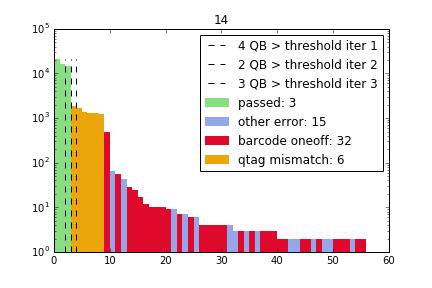 14
10^5
10^4
10^3
10^2
10^1
10^0
0 10 20 30 40 50 60
4 QB > threshold iter 1
2 QB > threshold iter 2
3 QB > threshold iter 3
passed: 3
other error: 15
barcode oneoff: 32
qtag mismatch: 6